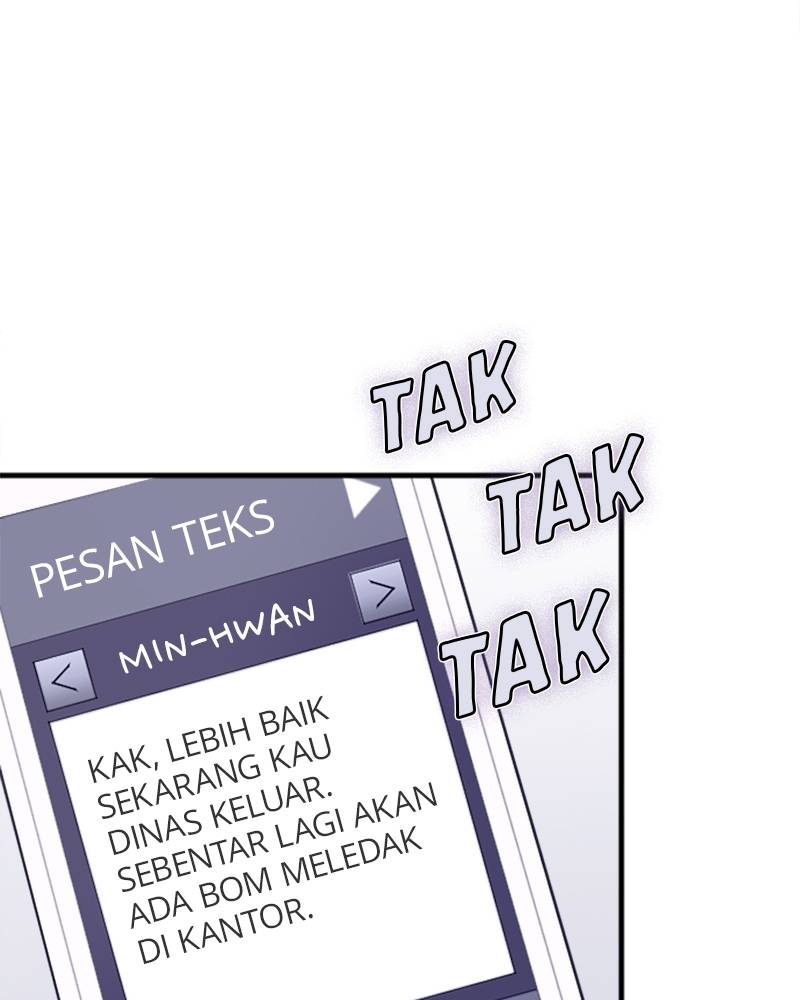 TAK
TAK
TAK
PESAN TEKS
<
MIN-HWAN
>
KAK, LEBIH BAIK
SEKARANG KAU
DINAS KELUAR.
SEBENTAR LAGI AKAN
ADA BOM MELEDAK
DI KANTOR.